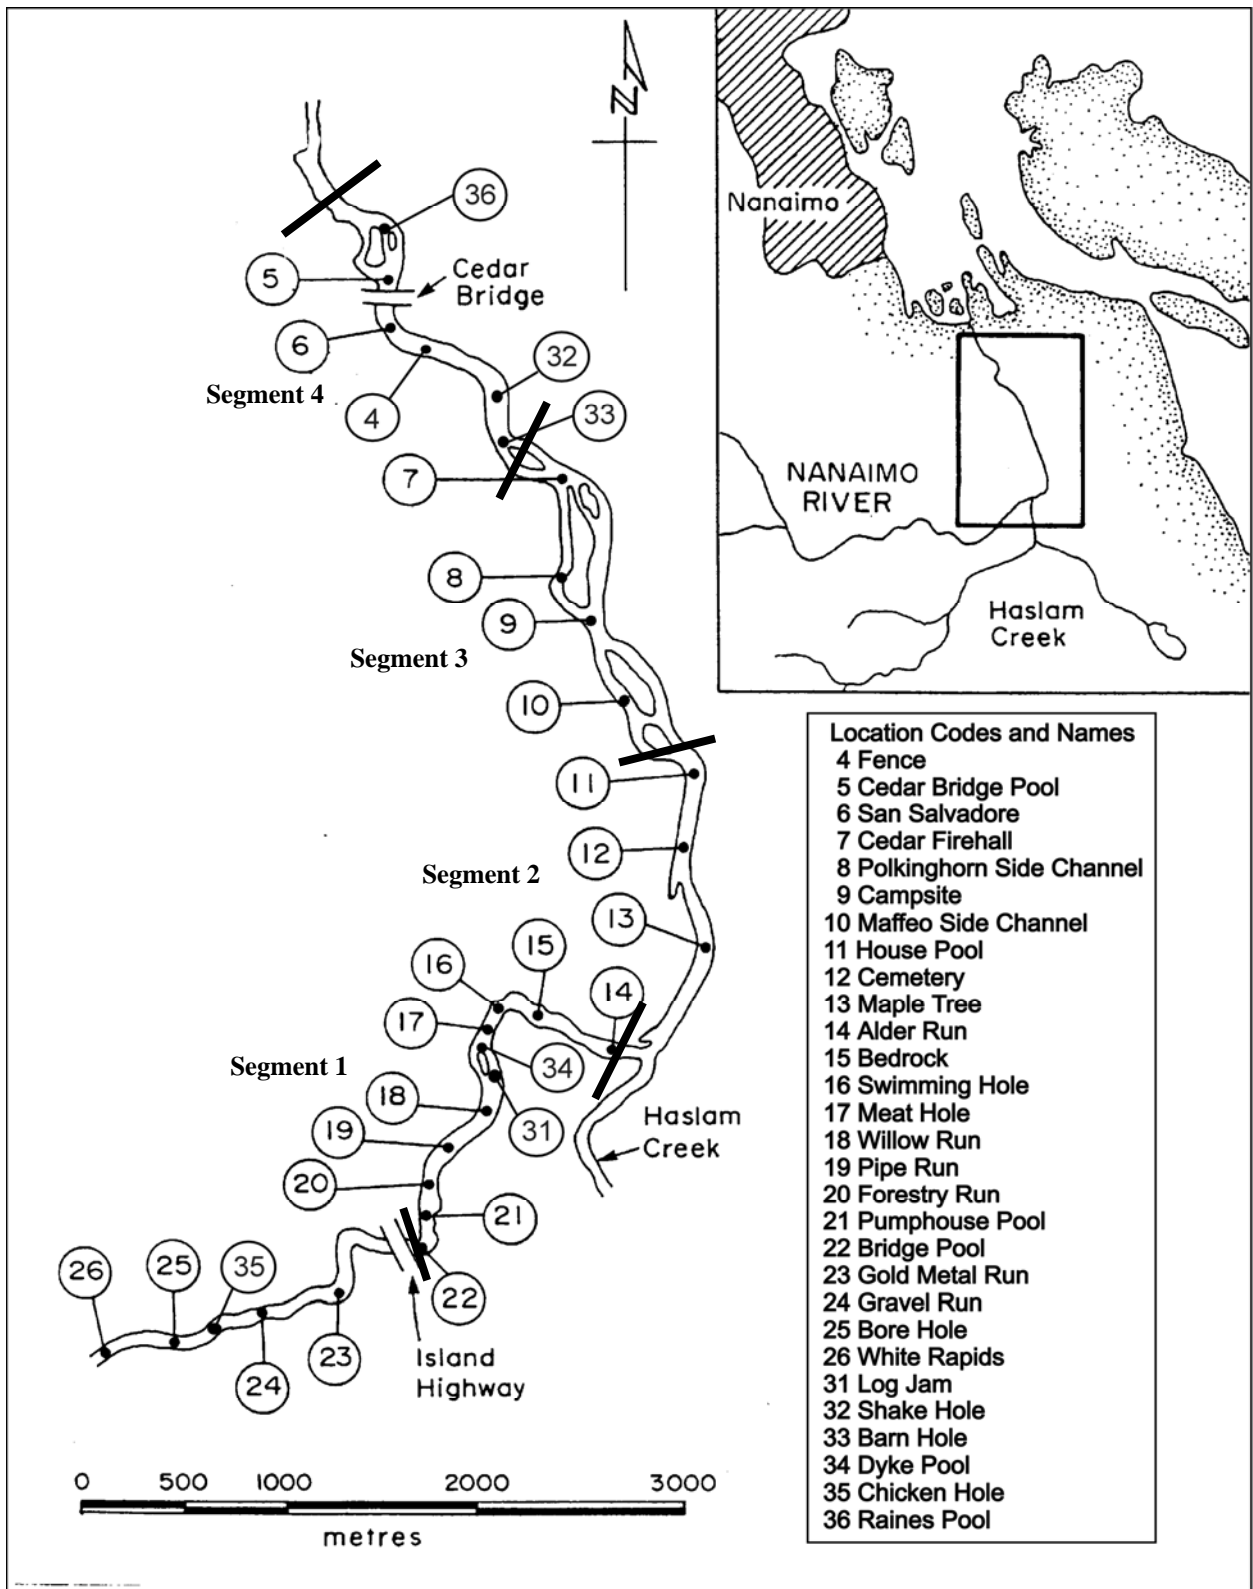 N
36
Nanaimo
5
Cedar
Bridge
6
32
Segment 4
4
33
7
NANAIMO
RIVER
8
9
Haslam
Creek
Segment 3
10
11
12
Segment 2
13
15
16
14
17
Segment 1
34
18
31
Haslam
Creek
19
20
21
26
25
35
22
23
24
Island
Highway
0 500 1000 2000 3000
metres
Location Codes and Names
4 Fence
5 Cedar Bridge Pool
6 San Salvadore
7 Cedar Firehall
8 Polkinghorn Side Channel
9 Campsite
10 Maffeo Side Channel
11 House Pool
12 Cemetery
13 Maple Tree
14 Alder Run
15 Bedrock
16 Swimming Hole
17 Meat Hole
18 Willow Run
19 Pipe Run
20 Forestry Run
21 Pumphouse Pool
22 Bridge Pool
23 Gold Metal Run
24 Gravel Run
25 Bore Hole
26 White Rapids
31 Log Jam
32 Shake Hole
33 Barn Hole
34 Dyke Pool
35 Chicken Hole
36 Raines Pool